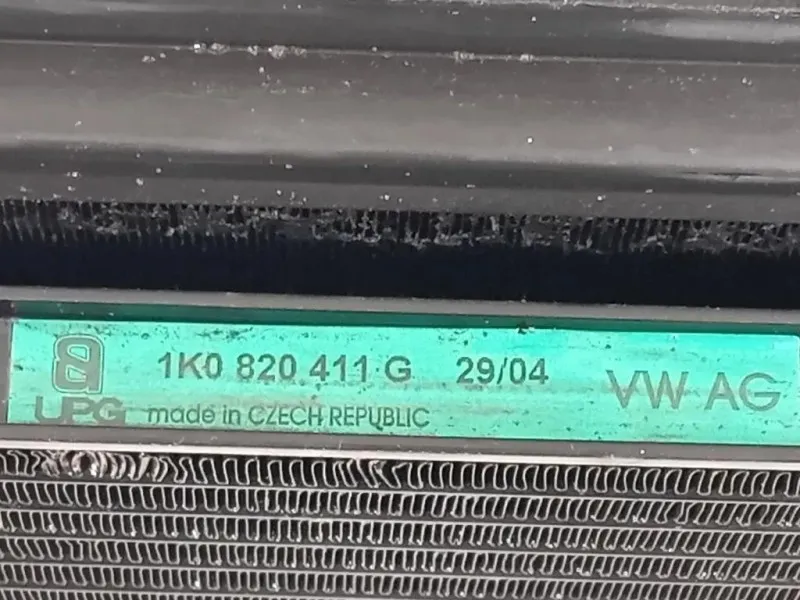 1K0 820 411 G 29/04 VW AG
UPG made in CZECH REPUBLIC